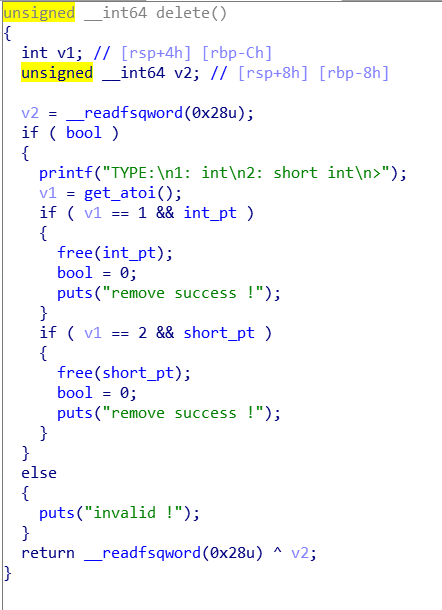 unsigned __int64 delete()
{
  int v1; // [rsp+4h] [rbp-Ch]
  unsigned __int64 v2; // [rsp+8h] [rbp-8h]

  v2 = __readfsqword(0x28u);
  if ( bool )
  {
    printf("TYPE:\n1: int\n2: short int\n>");
    v1 = get_atoi();
    if ( v1 == 1 && int_pt )
    {
      free(int_pt);
      bool = 0;
      puts("remove success !");
    }
    if ( v1 == 2 && short_pt )
    {
      free(short_pt);
      bool = 0;
      puts("remove success !");
    }
  }
  else
  {
    puts("invalid !");
  }
  return __readfsqword(0x28u) ^ v2;
}